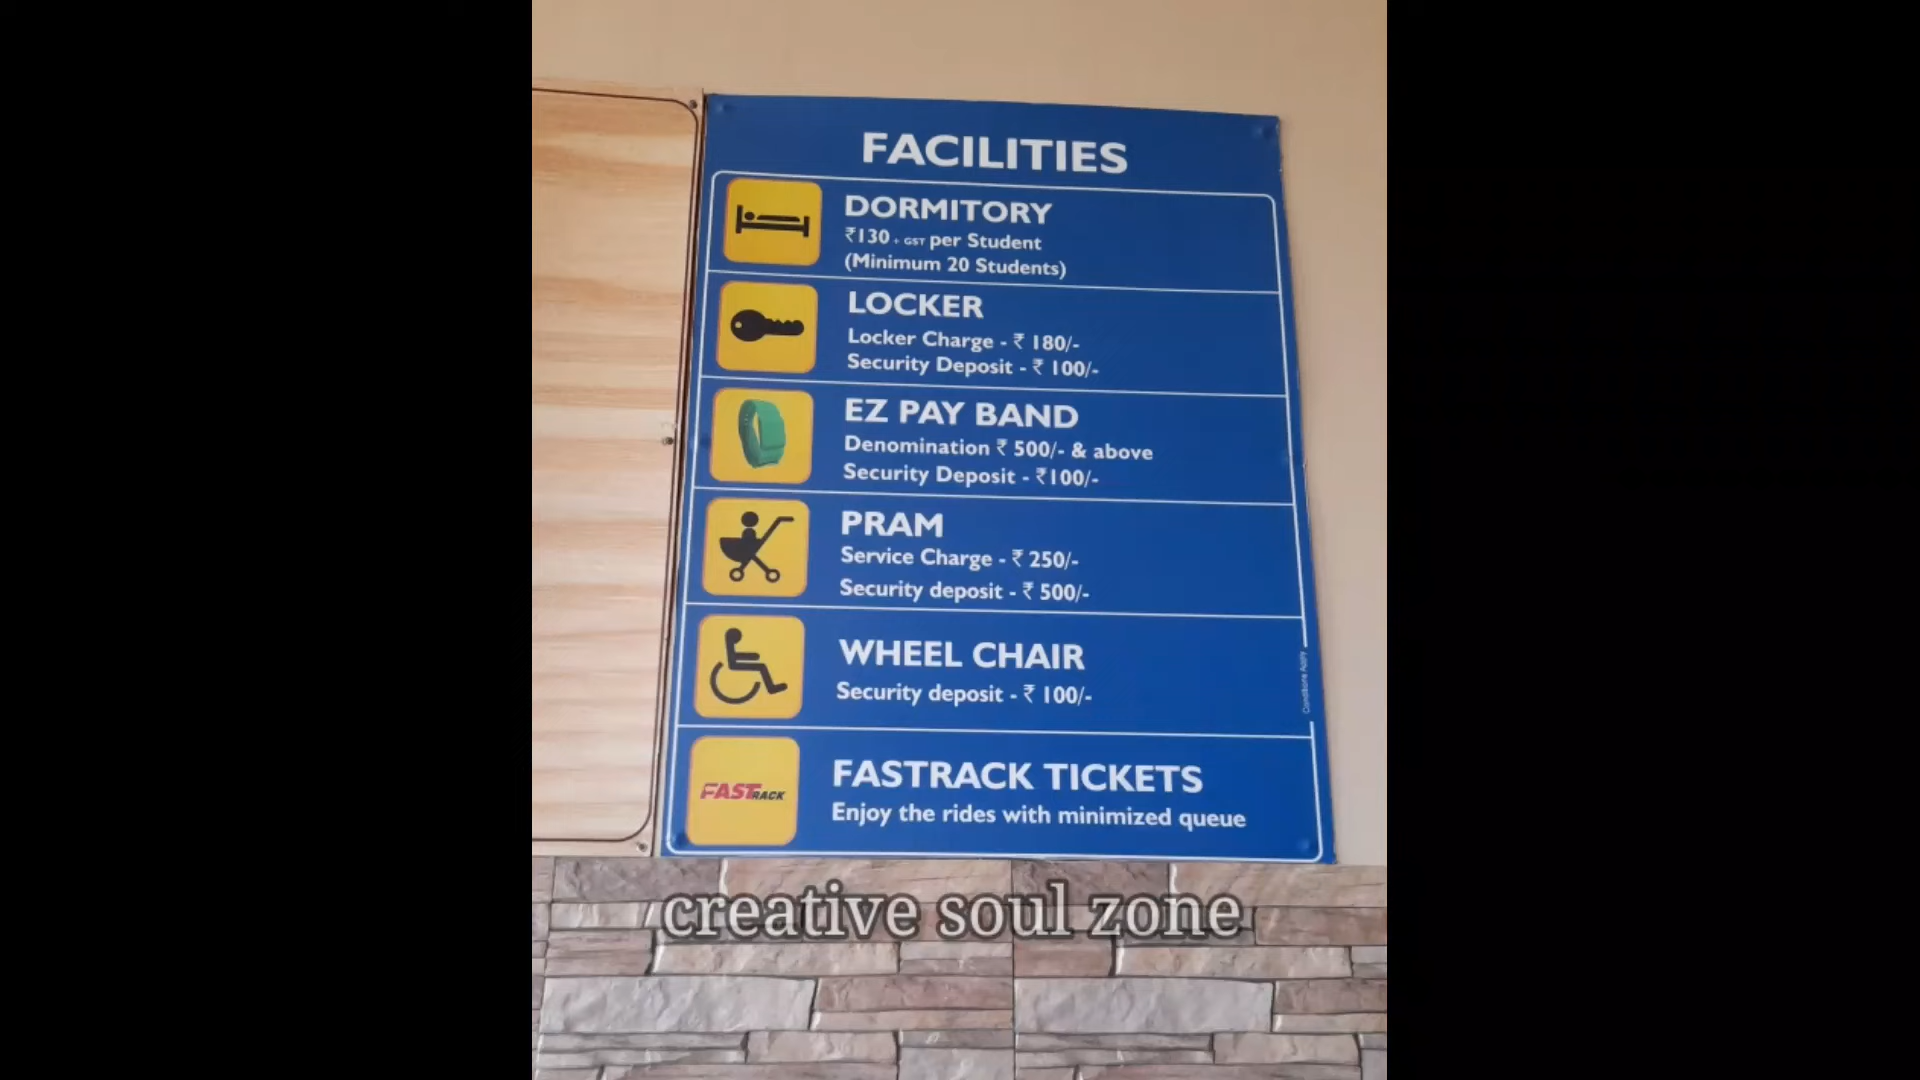 FACILITIES
DORMITORY
₹130 + GST per Student
(Minimum 20 Students)
LOCKER
Locker Charge - ₹ 180/-
Security Deposit - ₹ 100/-
EZ PAY BAND
Denomination ₹ 500/- & above
Security Deposit - ₹100/-
PRAM
Service Charge - ₹ 250/-
Security deposit - ₹ 500/-
WHEEL CHAIR
Security deposit - ₹ 100/-
Conditions Apply
FASTRACK
FASTRACK TICKETS
Enjoy the rides with minimized queue
creative soul zone